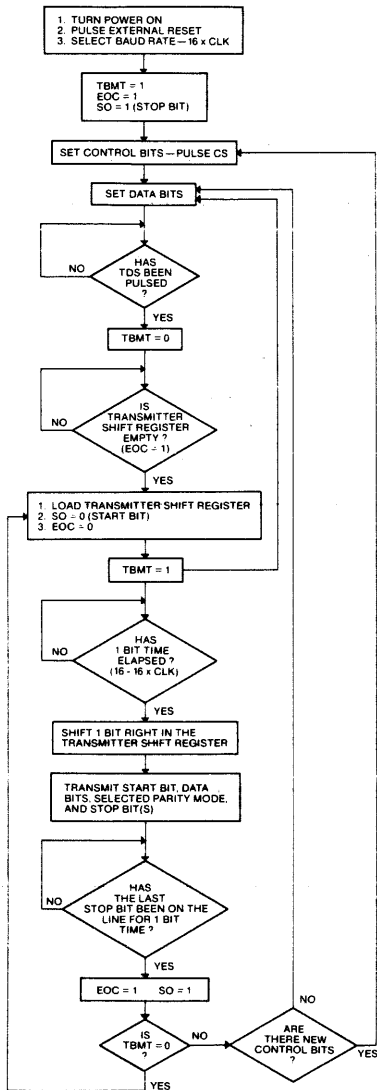 1. TURN POWER ON
2. PULSE EXTERNAL RESET
3. SELECT BAUD RATE — 16 x CLK
TBMT = 1
EOC = 1
SO = 1 (STOP BIT)
SET CONTROL BITS — PULSE CS
SET DATA BITS
HAS
TDS BEEN
PULSED
?
NO
YES
TBMT = 0
IS
TRANSMITTER
SHIFT REGISTER
EMPTY ?
(EOC = 1)
NO
YES
1. LOAD TRANSMITTER SHIFT REGISTER
2. SO = 0 (START BIT)
3. EOC = 0
TBMT = 1
HAS
1 BIT TIME
ELAPSED ?
(16 - 16 x CLK)
NO
YES
SHIFT 1 BIT RIGHT IN THE
TRANSMITTER SHIFT REGISTER
TRANSMIT START BIT, DATA
BITS, SELECTED PARITY MODE,
AND STOP BIT(S)
HAS
THE LAST
STOP BIT BEEN ON THE
LINE FOR 1 BIT
TIME ?
NO
YES
EOC = 1 SO = 1
IS
TBMT = 0
?
NO
YES
ARE
THERE NEW
CONTROL BITS
?
NO
YES